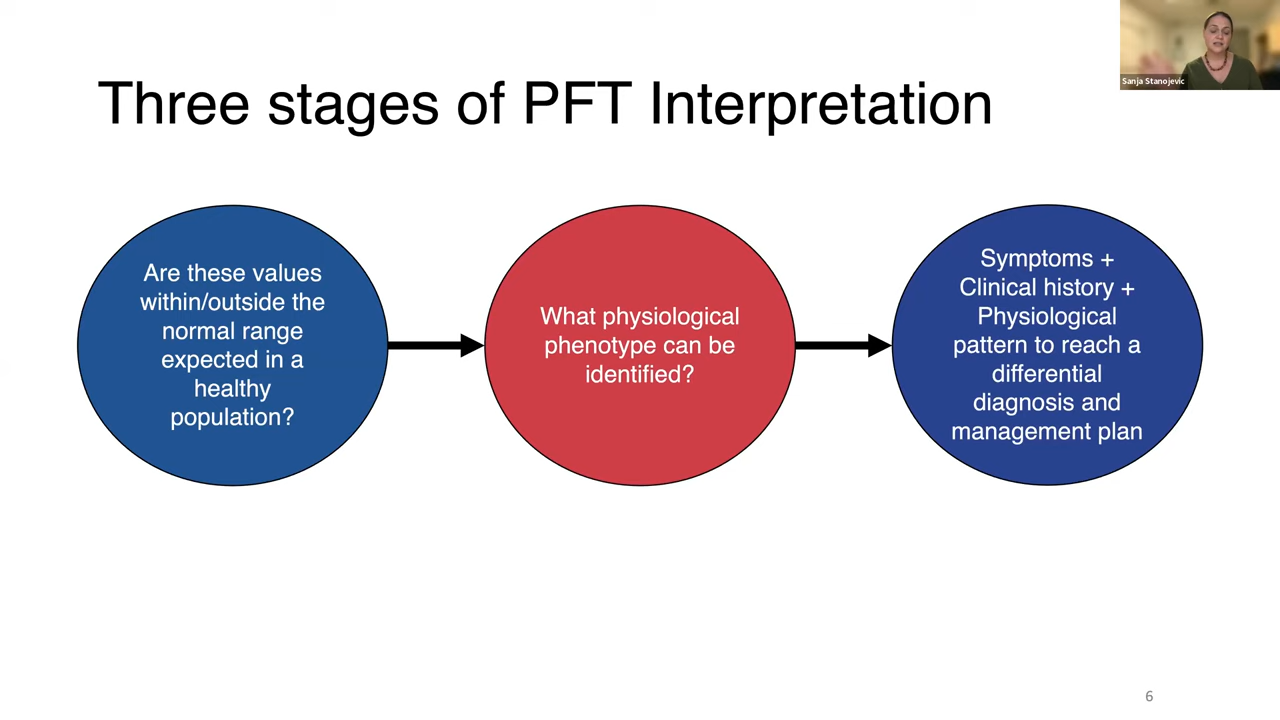 Sanja Stanojevic
Three stages of PFT Interpretation
Are these values
within/outside the
normal range
expected in a
healthy
population?
What physiological
phenotype can be
identified?
Symptoms +
Clinical history +
Physiological
pattern to reach a
differential
diagnosis and
management plan
6